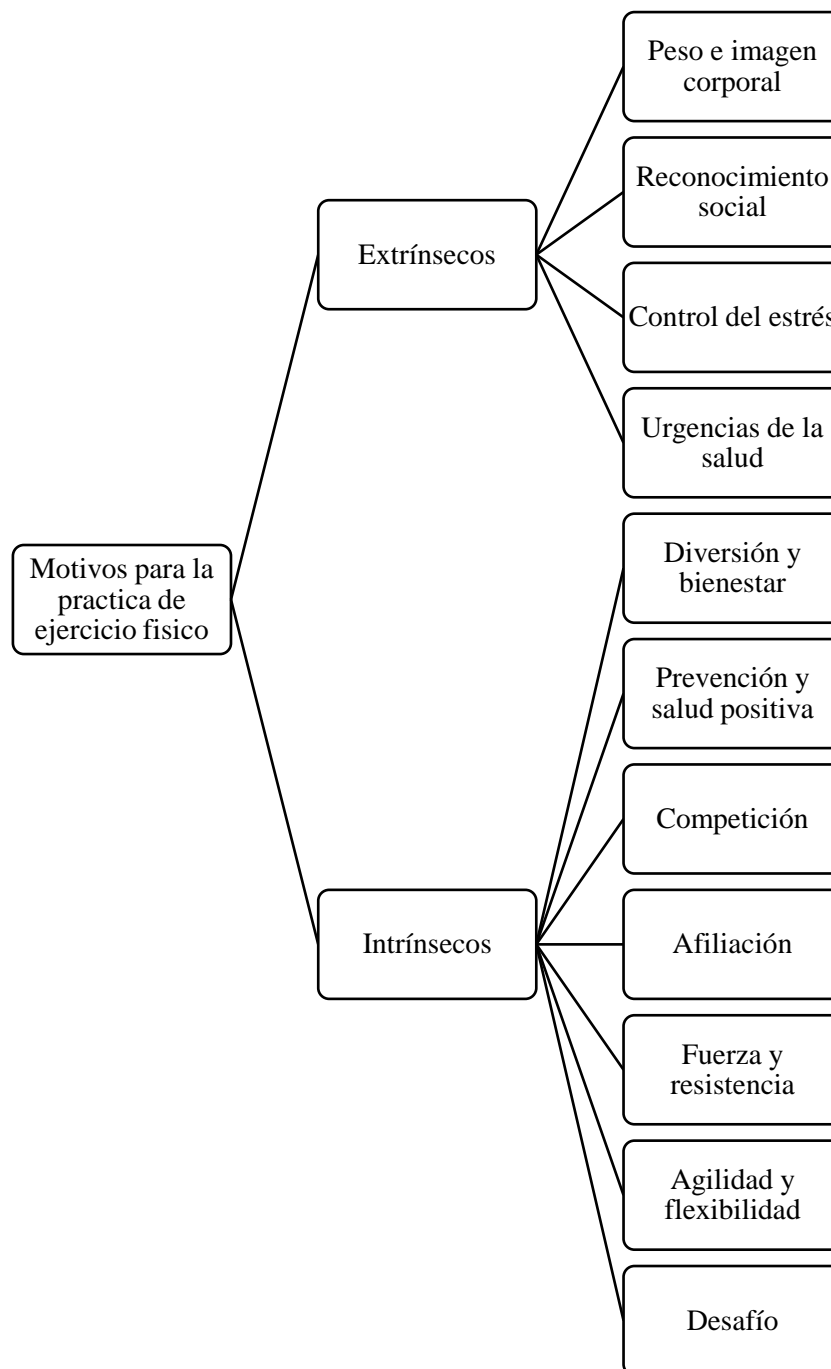 Motivos para la
practica de
ejercicio fisico
Extrínsecos
Peso e imagen
corporal
Reconocimiento
social
Control del estrés
Urgencias de la
salud
Intrínsecos
Diversión y
bienestar
Prevención y
salud positiva
Competición
Afiliación
Fuerza y
resistencia
Agilidad y
flexibilidad
Desafío